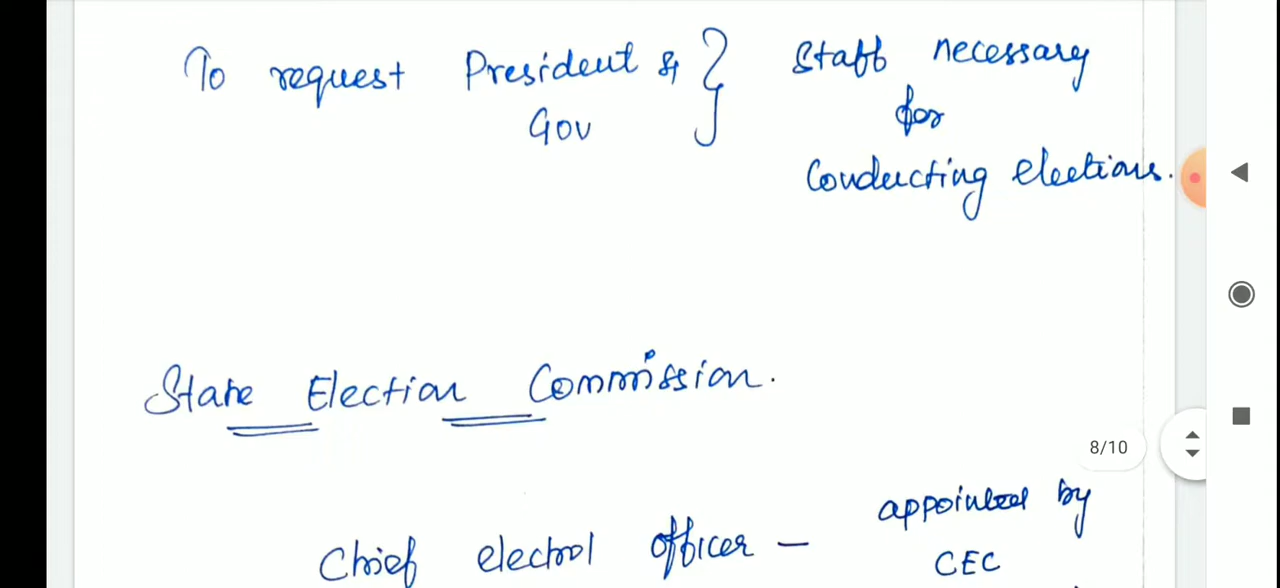 To request President & } Staff necessary
Gov for
Conducting elections.
State Election Commission.
8/10
Chief electrol officer — appointed by
CEC